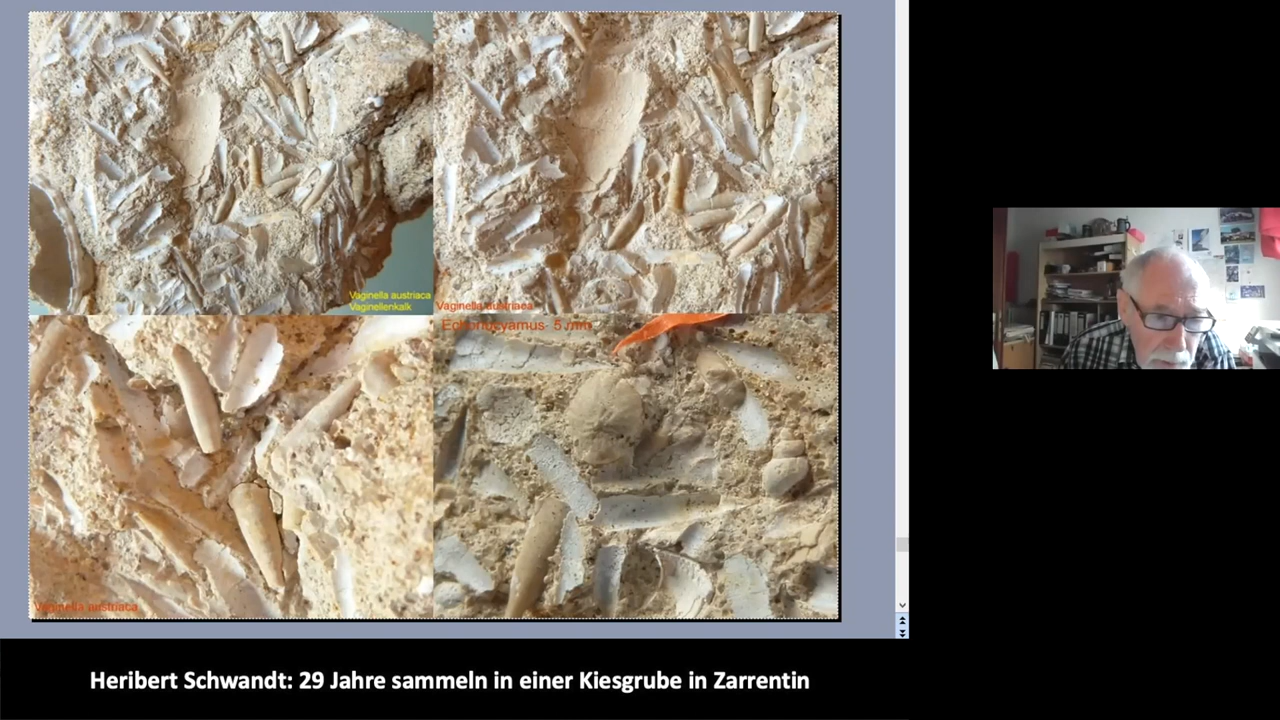 Vaginella austriaca
Vaginellenkalk
Vaginella austriaca
Echinocyamus 5 mm
Vaginella austriaca
Heribert Schwandt: 29 Jahre sammeln in einer Kiesgrube in Zarrentin